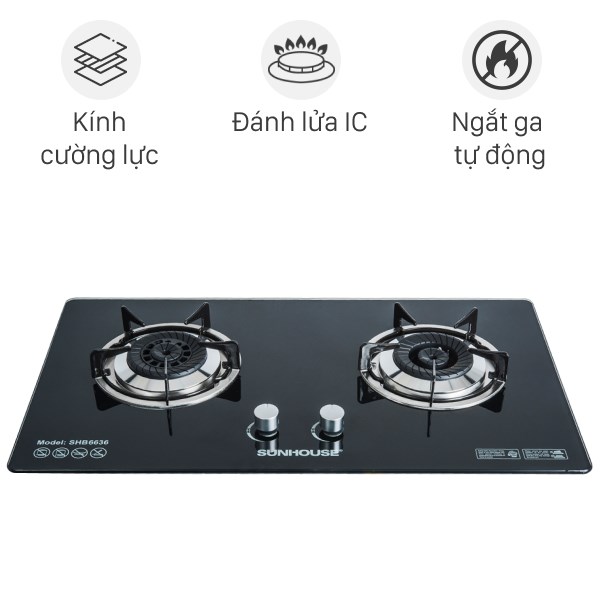 Kính
cường lực
Đánh lửa IC
Ngắt ga
tự động
Model: SHB6636
SUNHOUSE